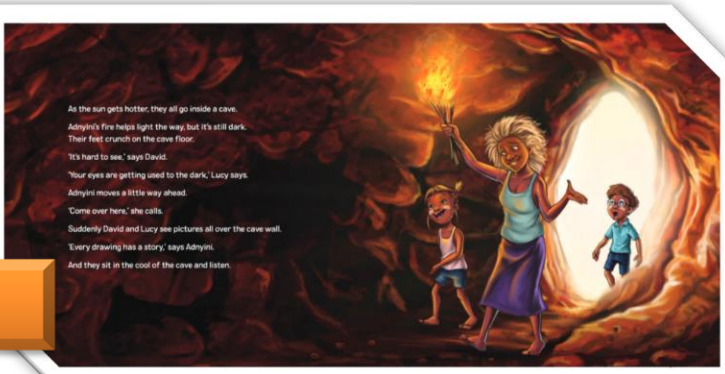 As the sun gets hotter, they all go inside a cave.
Adnyini's fire helps light the way, but it's still dark.
Their feet crunch on the cave floor.
'It's hard to see,' says David.
'Your eyes are getting used to the dark,' Lucy says.
Adnyini moves a little way ahead.
'Come over here,' she calls.
Suddenly David and Lucy see pictures all over the cave wall.
'Every drawing has a story,' says Adnyini.
And they sit in the cool of the cave and listen.